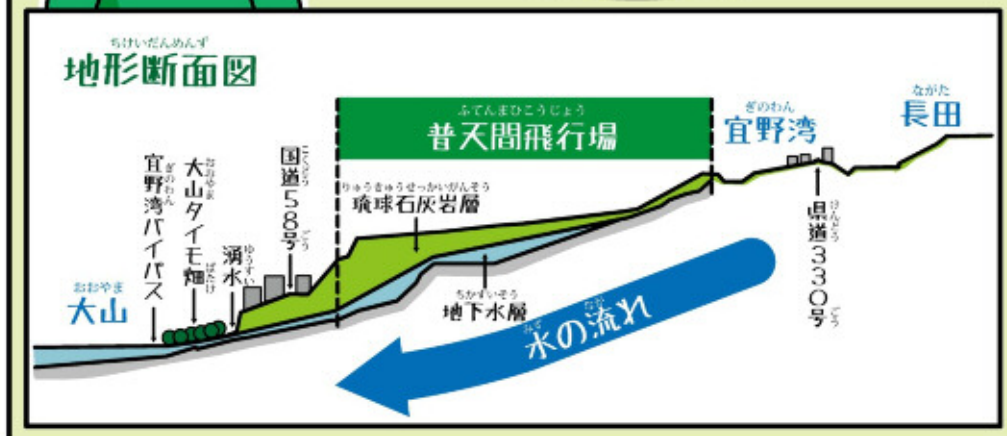 ちけいだんめんず
地形断面図
ふてんまひこうじょう
普天間飛行場
ぎのわん
宜野湾
ながた
長田
ぎのわん
宜野湾バイパス
おおやま ばたけ
大山タイモ畑
ゆうすい
湧水
こくどう ごう
国道58号
りゅうきゅうせっかいがんそう
琉球石灰岩層
けんどう ごう
県道330号
おおやま
大山
ちかすいそう
地下水層
みず なが
水の流れ